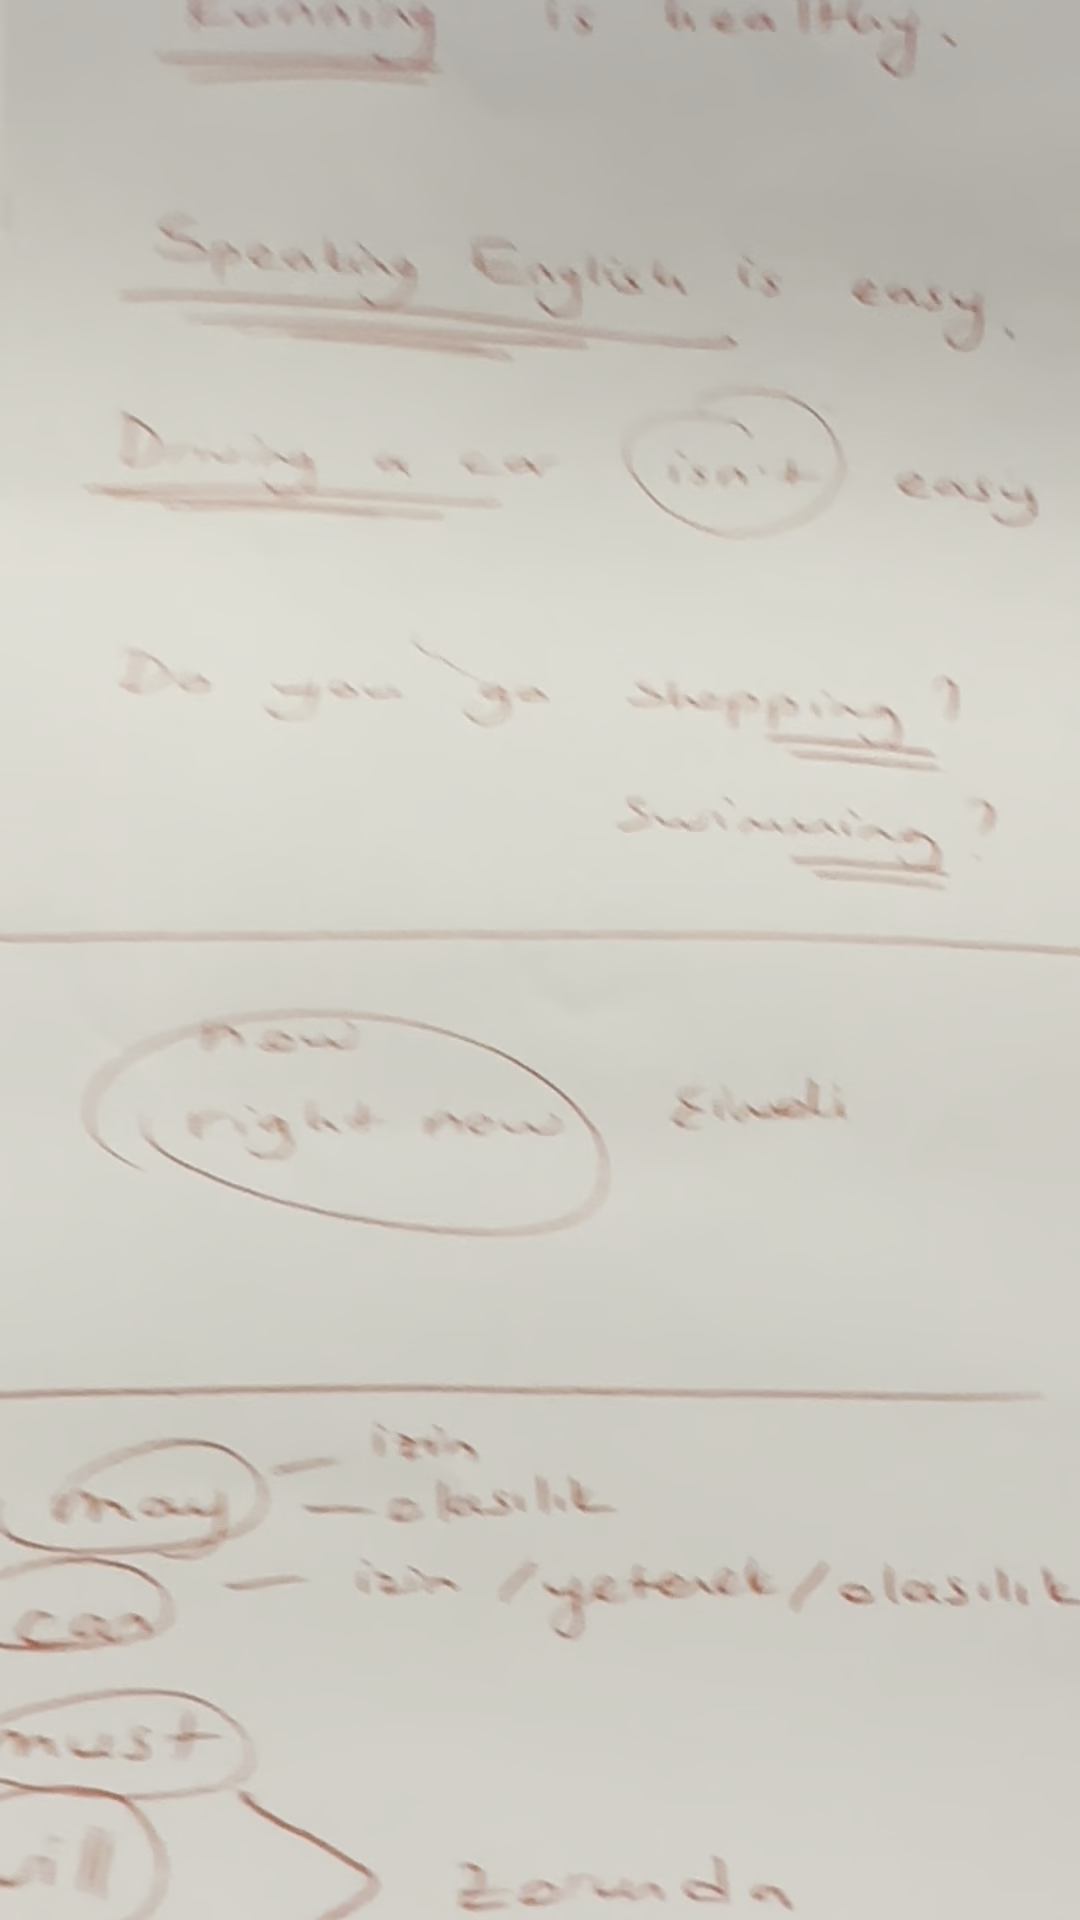 Running is healthy.
Speaking English is easy.
Driving a car isn't easy
Do you go shopping?
swimming?
now
right now Şimdi
may – izin
– olasılık
can – izin / yetenek / olasılık
must
will
zorunda